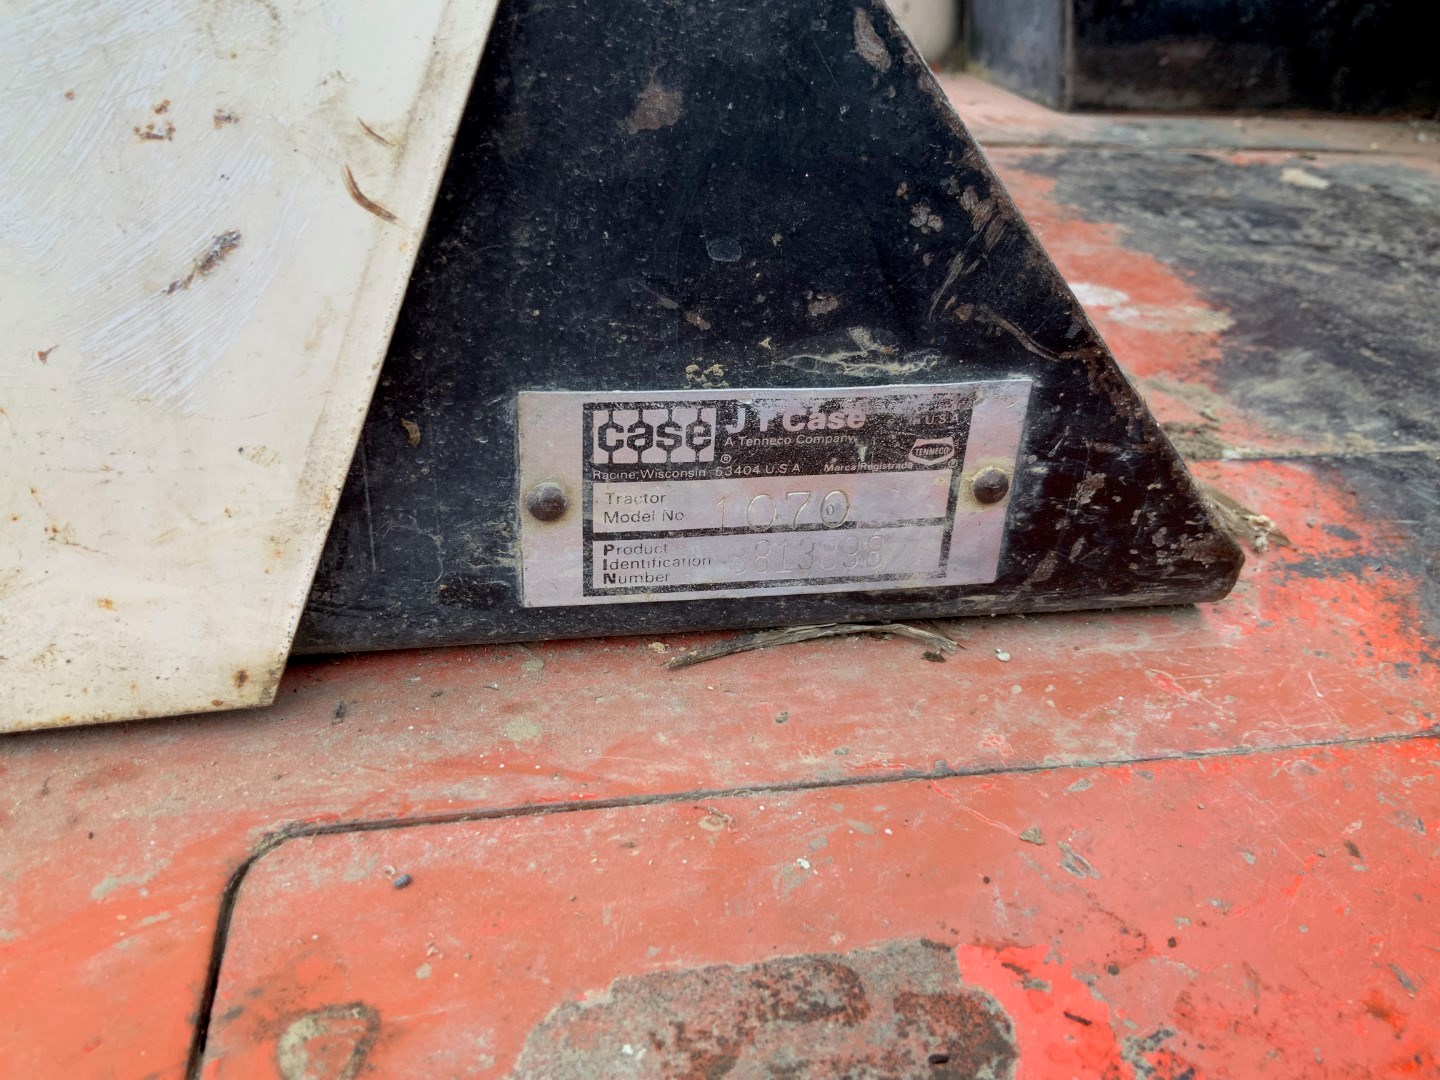 case
J I Case
U.S.A
A Tenneco Company
TENNECO
Racine, Wisconsin 53404 U.S.A
Marca Registrada
Tractor
Model No 1070
Product
Identification
Number